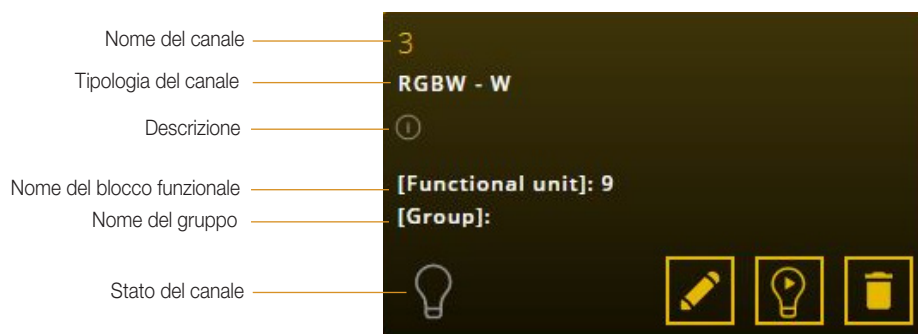 Nome del canale
3
Tipologia del canale
RGBW - W
Descrizione
Nome del blocco funzionale
[Functional unit]: 9
Nome del gruppo
[Group]:
Stato del canale